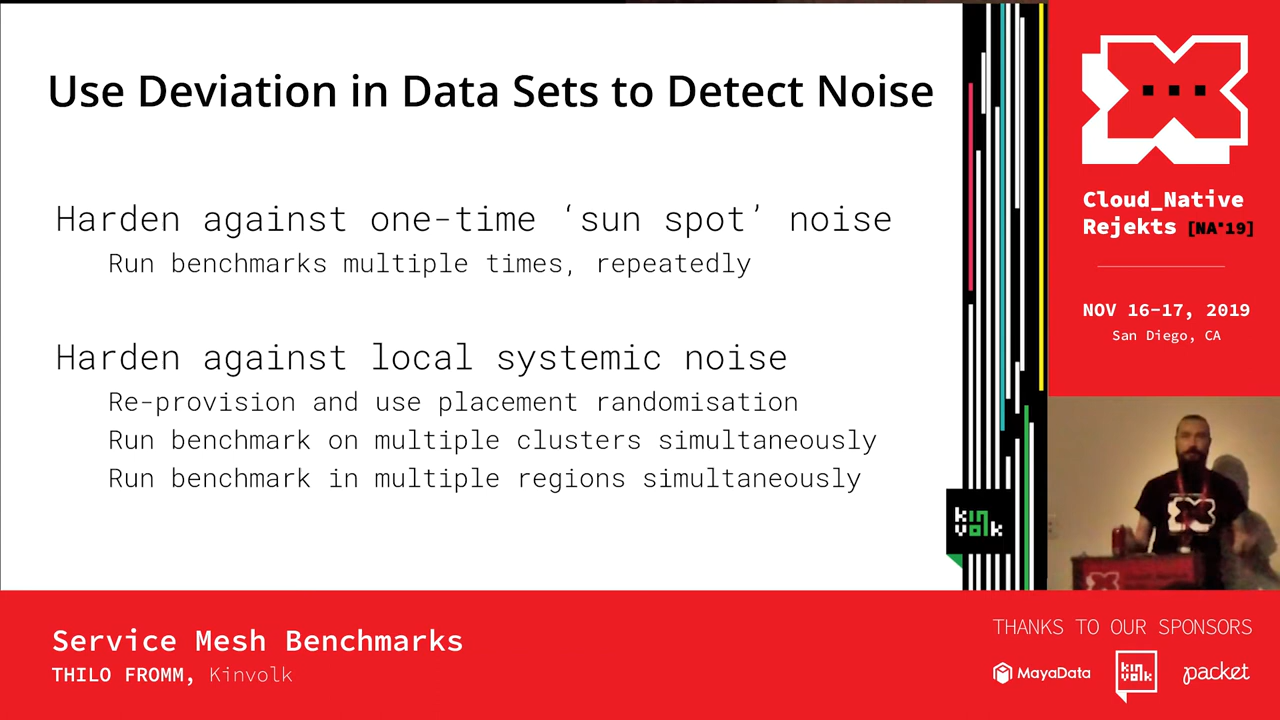 Use Deviation in Data Sets to Detect Noise
Harden against one-time ‘sun spot’ noise
Run benchmarks multiple times, repeatedly
Harden against local systemic noise
Re-provision and use placement randomisation
Run benchmark on multiple clusters simultaneously
Run benchmark in multiple regions simultaneously
kin
volk
Cloud_Native
Rejekts [NA'19]
NOV 16-17, 2019
San Diego, CA
Service Mesh Benchmarks
THILO FROMM, Kinvolk
THANKS TO OUR SPONSORS
MayaData
kin
volk
packet